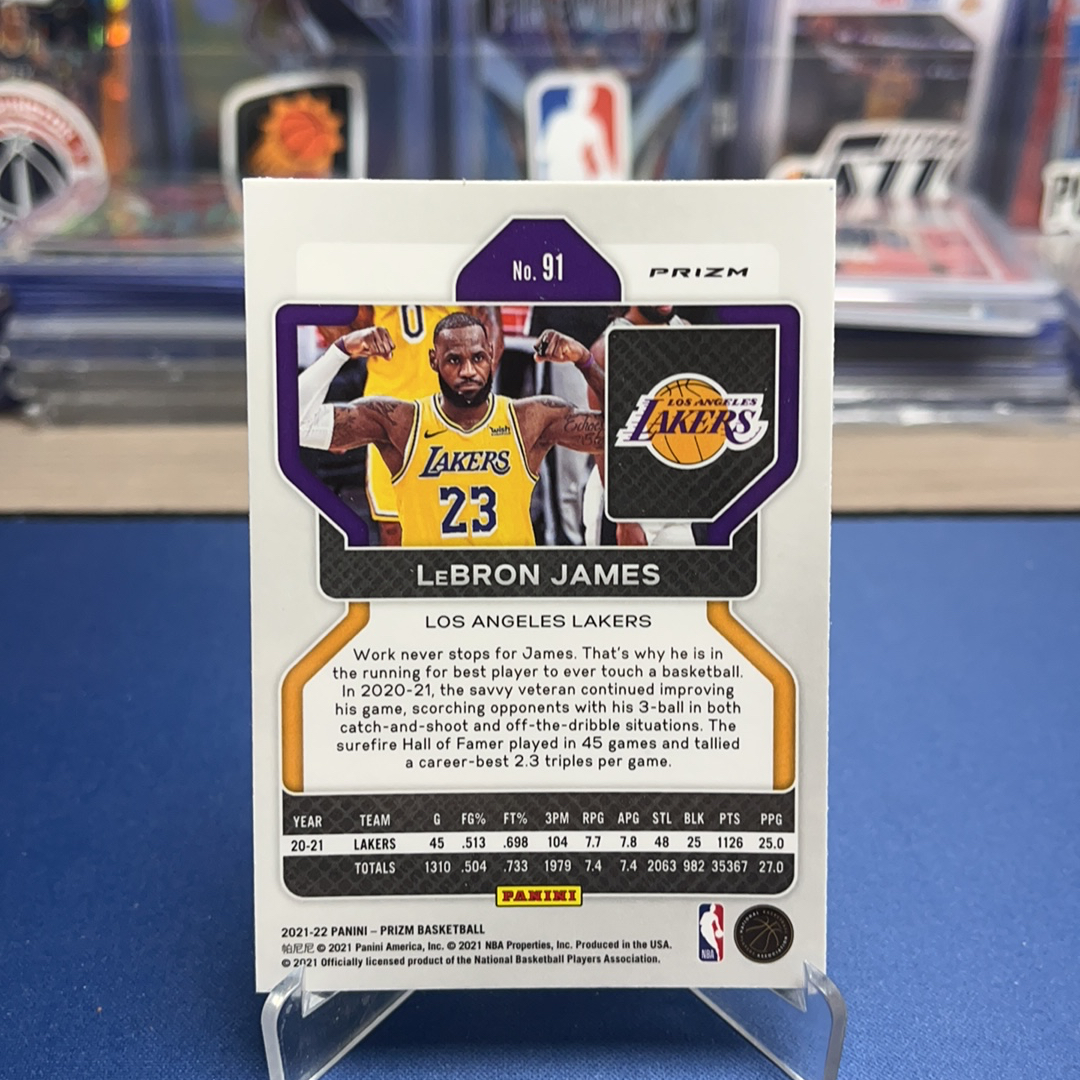 No. 91
PRIZM
0
wish
LAKERS
23
LOS ANGELES
LAKERS
LeBRON JAMES
LOS ANGELES LAKERS
Work never stops for James. That's why he is in
the running for best player to ever touch a basketball.
In 2020-21, the savvy veteran continued improving
his game, scorching opponents with his 3-ball in both
catch-and-shoot and off-the-dribble situations. The
surefire Hall of Famer played in 45 games and tallied
a career-best 2.3 triples per game.
YEAR TEAM G FG% FT% 3PM RPG APG STL BLK PTS PPG
20-21 LAKERS 45 .513 .698 104 7.7 7.8 48 25 1126 25.0
TOTALS 1310 .504 .733 1979 7.4 7.4 2063 982 35367 27.0
PANINI
2021-22 PANINI – PRIZM BASKETBALL
帕尼尼 © 2021 Panini America, Inc. © 2021 NBA Properties, Inc. Produced in the USA.
© 2021 Officially licensed product of the National Basketball Players Association.
NBA